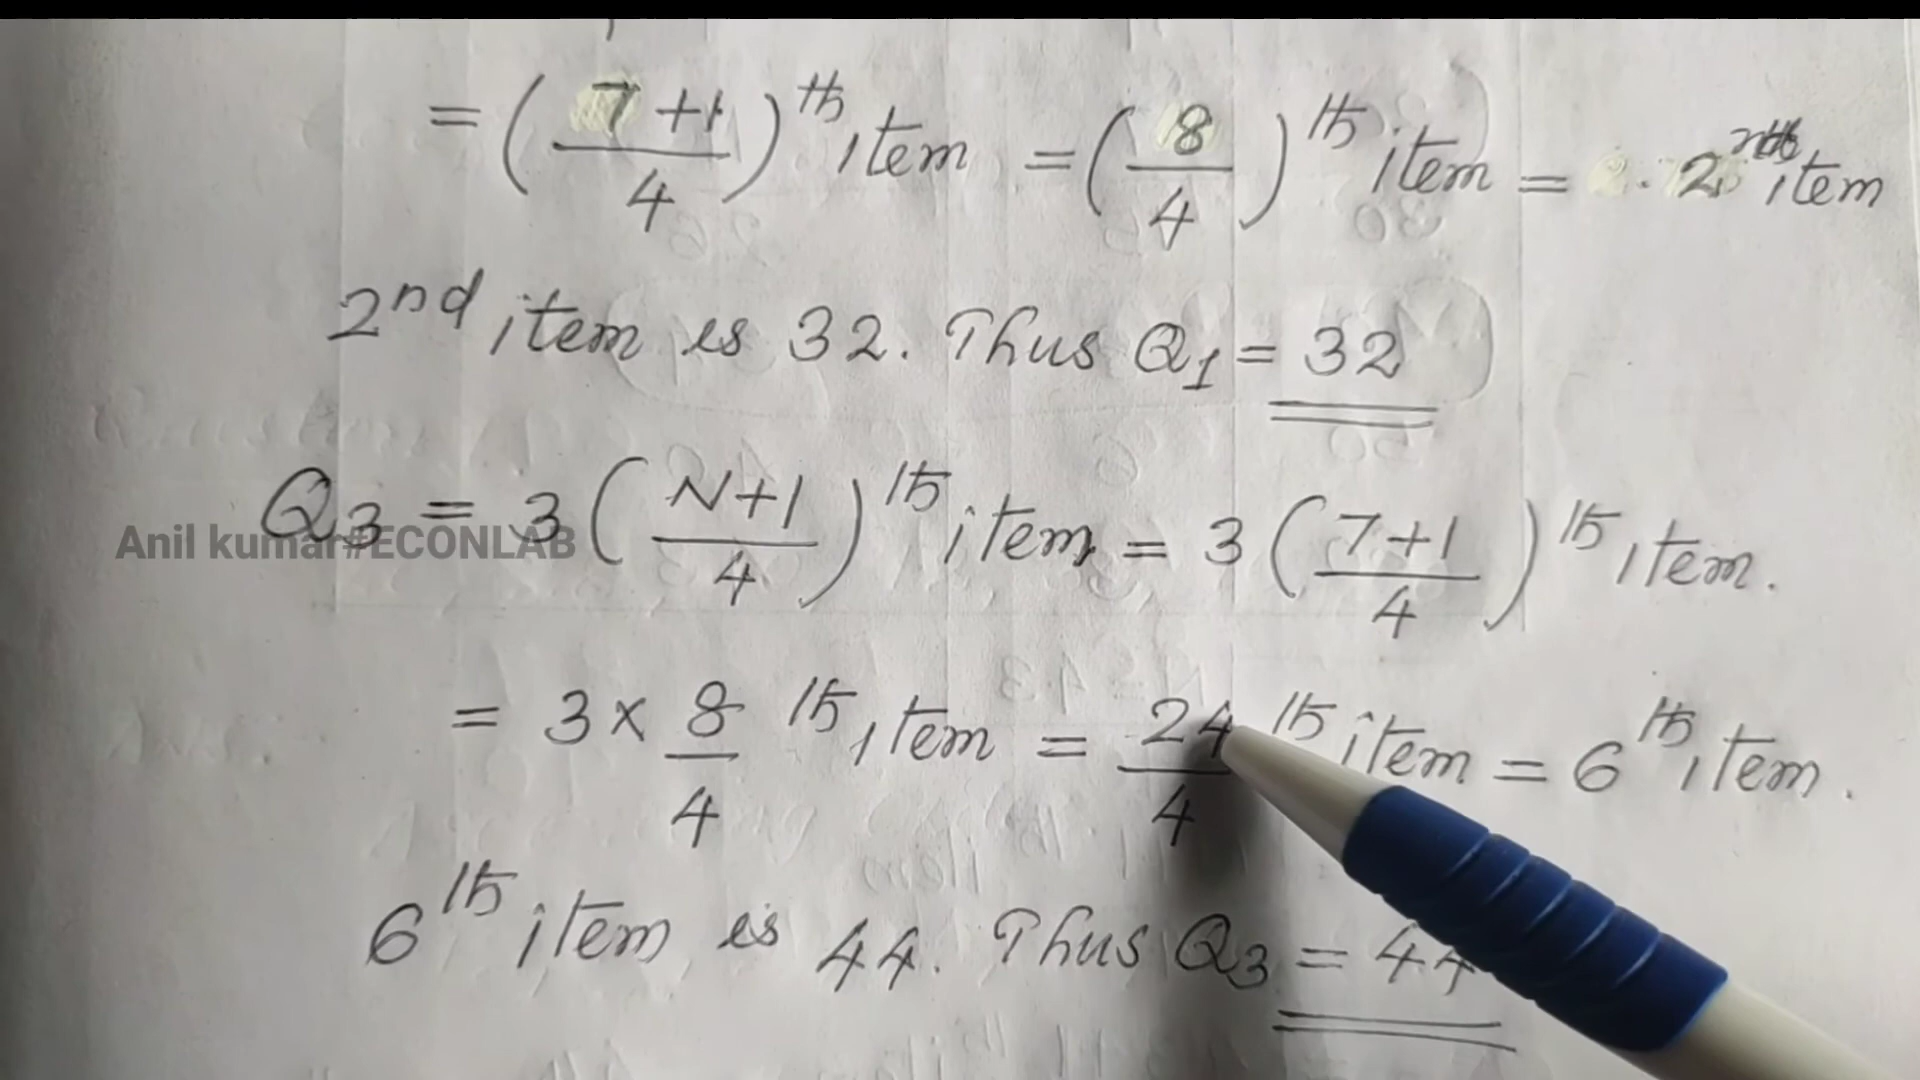 = (7+1/4)th item = (8/4)th item = 2nd item
2nd item is 32. Thus Q1 = 32
Q3 = 3(N+1/4)th item = 3(7+1/4)th item.
Anil kumar#ECONLAB
= 3 × 8/4 th item = 24/4 th item = 6th item.
6th item is 44. Thus Q3 = 44